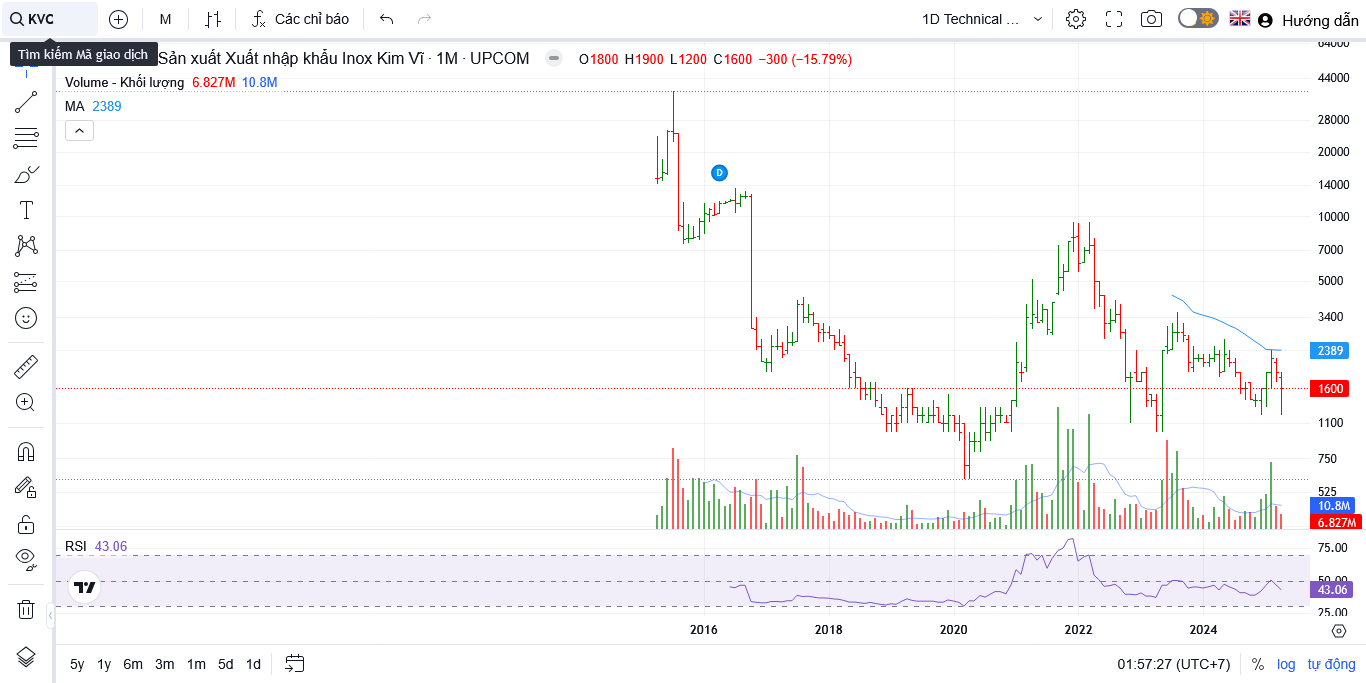 KVC
M
Các chỉ báo
1D Technical ...
Hướng dẫn
Tìm kiếm Mã giao dịch
Sản xuất Xuất nhập khẩu Inox Kim Vĩ · 1M · UPCOM
O1800 H1900 L1200 C1600 −300 (−15.79%)
Volume - Khối lượng 6.827M 10.8M
MA 2389
D
64000
44000
28000
20000
14000
10000
7000
5000
3400
2389
1600
1100
750
525
10.8M
6.827M
RSI 43.06
75.00
50.00
43.06
25.00
2016 2018 2020 2022 2024
5y 1y 6m 3m 1m 5d 1d
01:57:27 (UTC+7) % log tự động